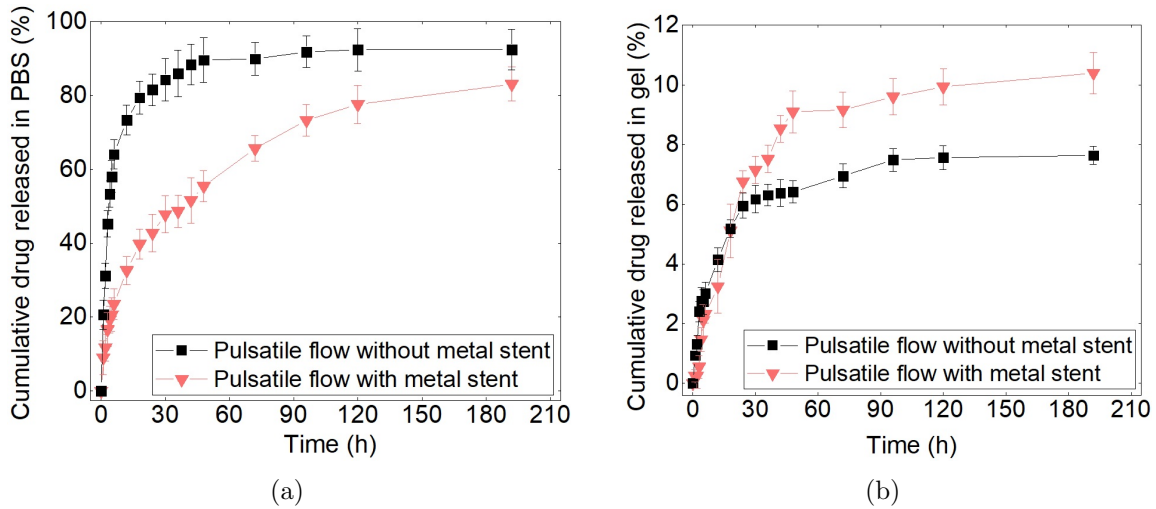 Cumulative drug released in PBS (%)
100
80
60
40
20
0
0 30 60 90 120 150 180 210
Time (h)
Pulsatile flow without metal stent
Pulsatile flow with metal stent
(a)
Cumulative drug released in gel (%)
12
10
8
6
4
2
0
0 30 60 90 120 150 180 210
Time (h)
Pulsatile flow without metal stent
Pulsatile flow with metal stent
(b)